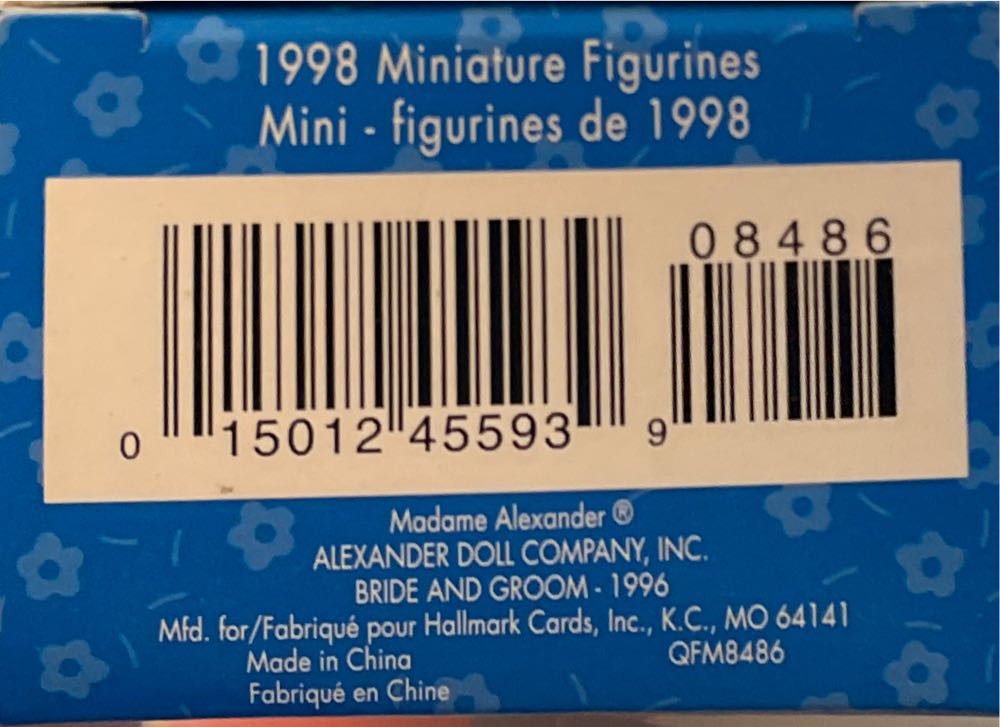 1998 Miniature Figurines
Mini - figurines de 1998
08486
0 15012 45593 9
Madame Alexander ®
ALEXANDER DOLL COMPANY, INC.
BRIDE AND GROOM - 1996
Mfd. for/Fabriqué pour Hallmark Cards, Inc., K.C., MO 64141
Made in China QFM8486
Fabriqué en Chine